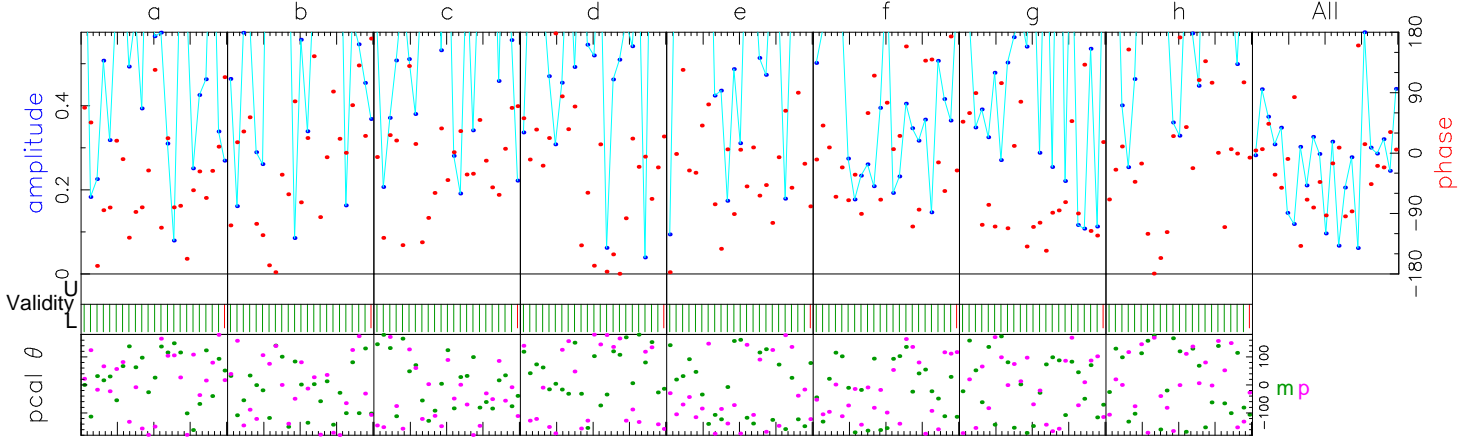 a b c d e f g h All
amplitude
0.4
0.2
0
180
90
0
−90
−180
phase
Validity
U
L
pcal θ
100
0
−100
m p